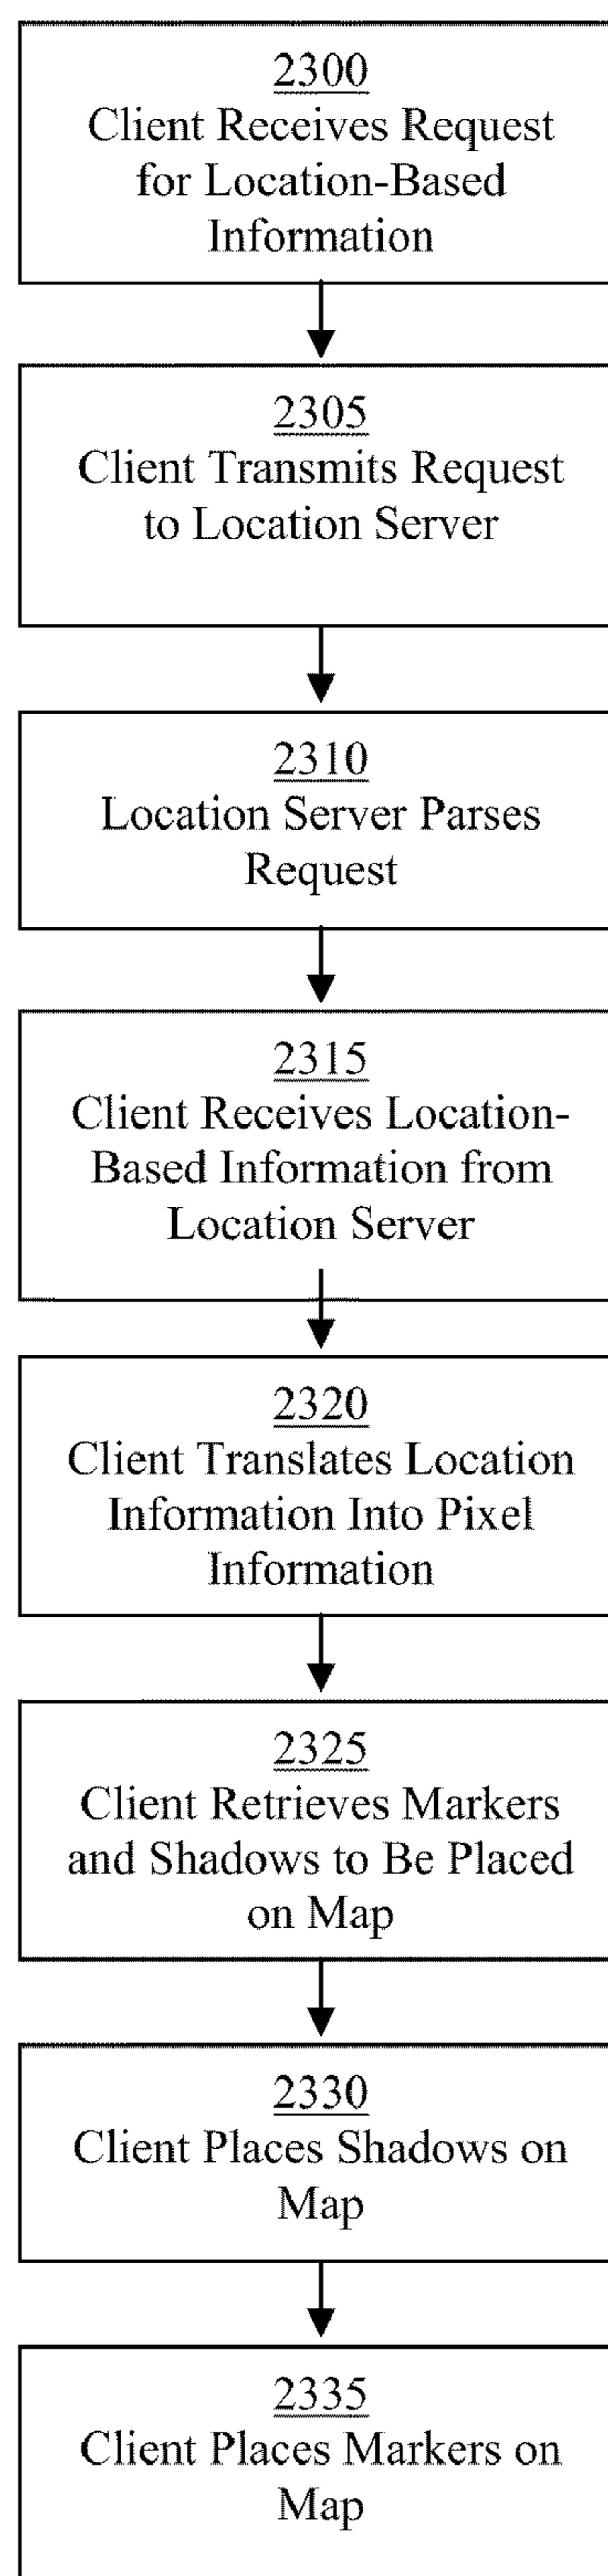 2300
Client Receives Request
for Location-Based
Information
2305
Client Transmits Request
to Location Server
2310
Location Server Parses
Request
2315
Client Receives Location-
Based Information from
Location Server
2320
Client Translates Location
Information Into Pixel
Information
2325
Client Retrieves Markers
and Shadows to Be Placed
on Map
2330
Client Places Shadows on
Map
2335
Client Places Markers on
Map